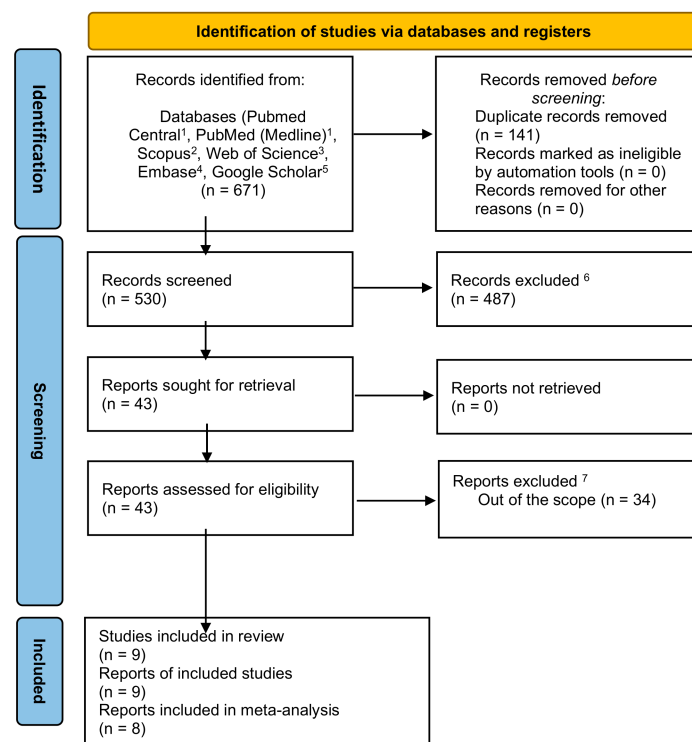 Identification of studies via databases and registers
Identification
Records identified from:
Databases (Pubmed
Central¹, PubMed (Medline)¹,
Scopus², Web of Science³,
Embase⁴, Google Scholar⁵
(n = 671)
Records removed before
screening:
Duplicate records removed
(n = 141)
Records marked as ineligible
by automation tools (n = 0)
Records removed for other
reasons (n = 0)
Screening
Records screened
(n = 530)
Records excluded ⁶
(n = 487)
Reports sought for retrieval
(n = 43)
Reports not retrieved
(n = 0)
Reports assessed for eligibility
(n = 43)
Reports excluded ⁷
Out of the scope (n = 34)
Included
Studies included in review
(n = 9)
Reports of included studies
(n = 9)
Reports included in meta-analysis
(n = 8)